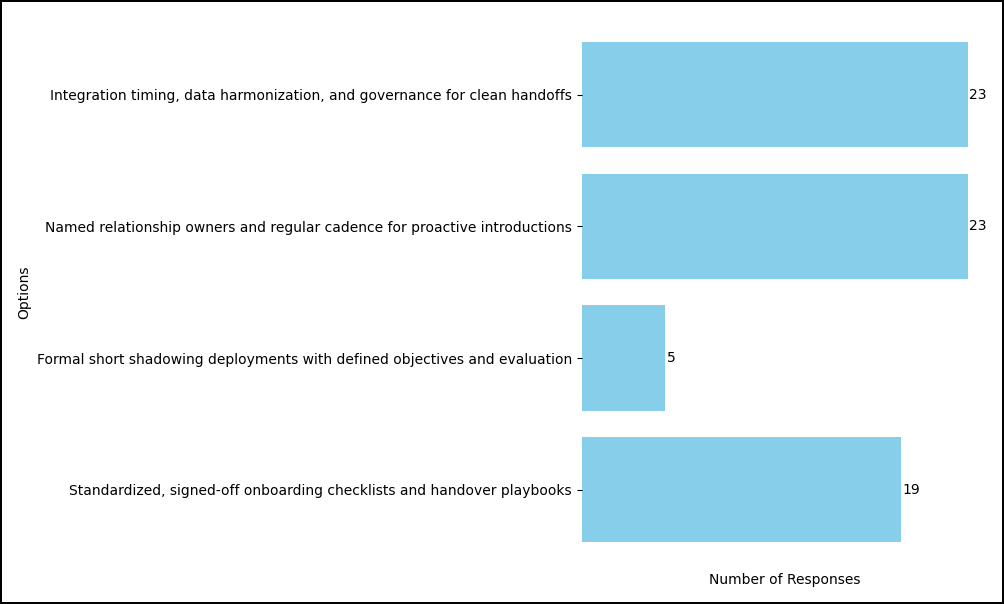 Integration timing, data harmonization, and governance for clean handoffs
23
Named relationship owners and regular cadence for proactive introductions
23
Options
Formal short shadowing deployments with defined objectives and evaluation
5
Standardized, signed-off onboarding checklists and handover playbooks
19
Number of Responses